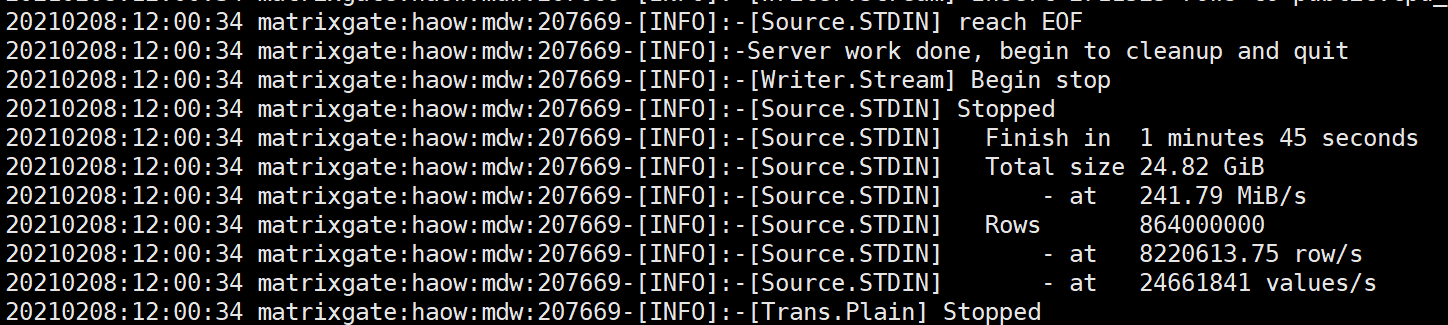 20210208:12:00:34 matrixgate:haow:mdw:207669-[INFO]:-[Source.STDIN] reach EOF
20210208:12:00:34 matrixgate:haow:mdw:207669-[INFO]:-Server work done, begin to cleanup and quit
20210208:12:00:34 matrixgate:haow:mdw:207669-[INFO]:-[Writer.Stream] Begin stop
20210208:12:00:34 matrixgate:haow:mdw:207669-[INFO]:-[Source.STDIN] Stopped
20210208:12:00:34 matrixgate:haow:mdw:207669-[INFO]:-[Source.STDIN]   Finish in  1 minutes 45 seconds
20210208:12:00:34 matrixgate:haow:mdw:207669-[INFO]:-[Source.STDIN]   Total size 24.82 GiB
20210208:12:00:34 matrixgate:haow:mdw:207669-[INFO]:-[Source.STDIN]       - at   241.79 MiB/s
20210208:12:00:34 matrixgate:haow:mdw:207669-[INFO]:-[Source.STDIN]   Rows       864000000
20210208:12:00:34 matrixgate:haow:mdw:207669-[INFO]:-[Source.STDIN]       - at   8220613.75 row/s
20210208:12:00:34 matrixgate:haow:mdw:207669-[INFO]:-[Source.STDIN]       - at   24661841 values/s
20210208:12:00:34 matrixgate:haow:mdw:207669-[INFO]:-[Trans.Plain] Stopped